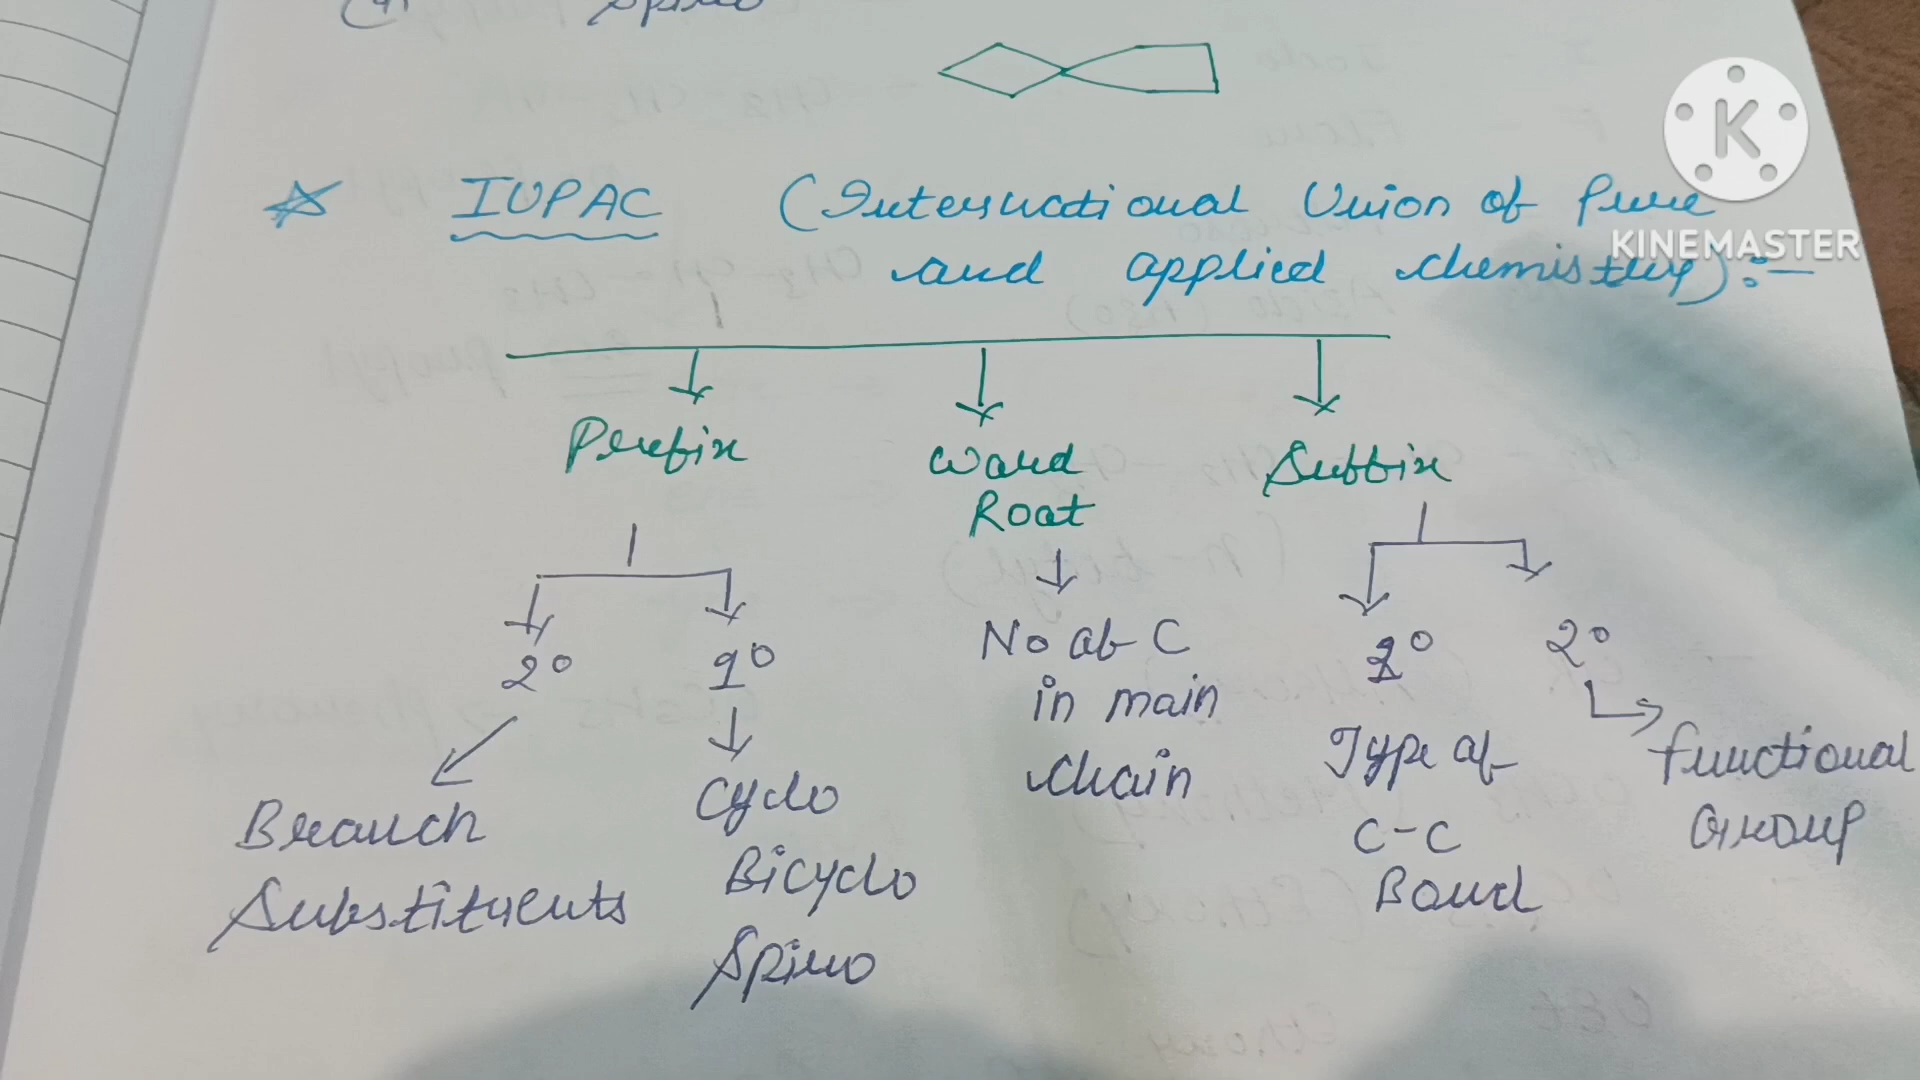 Spiro
IUPAC (International Union of Pure
and applied chemistry):-
K
KINEMASTER
Prefix Word Suffix
Root
2° 1° No of C 1° 2°
in main
chain
Type of
C-C
Bond
functional
Group
Branch
Substituents
Cyclo
Bicyclo
Spiro